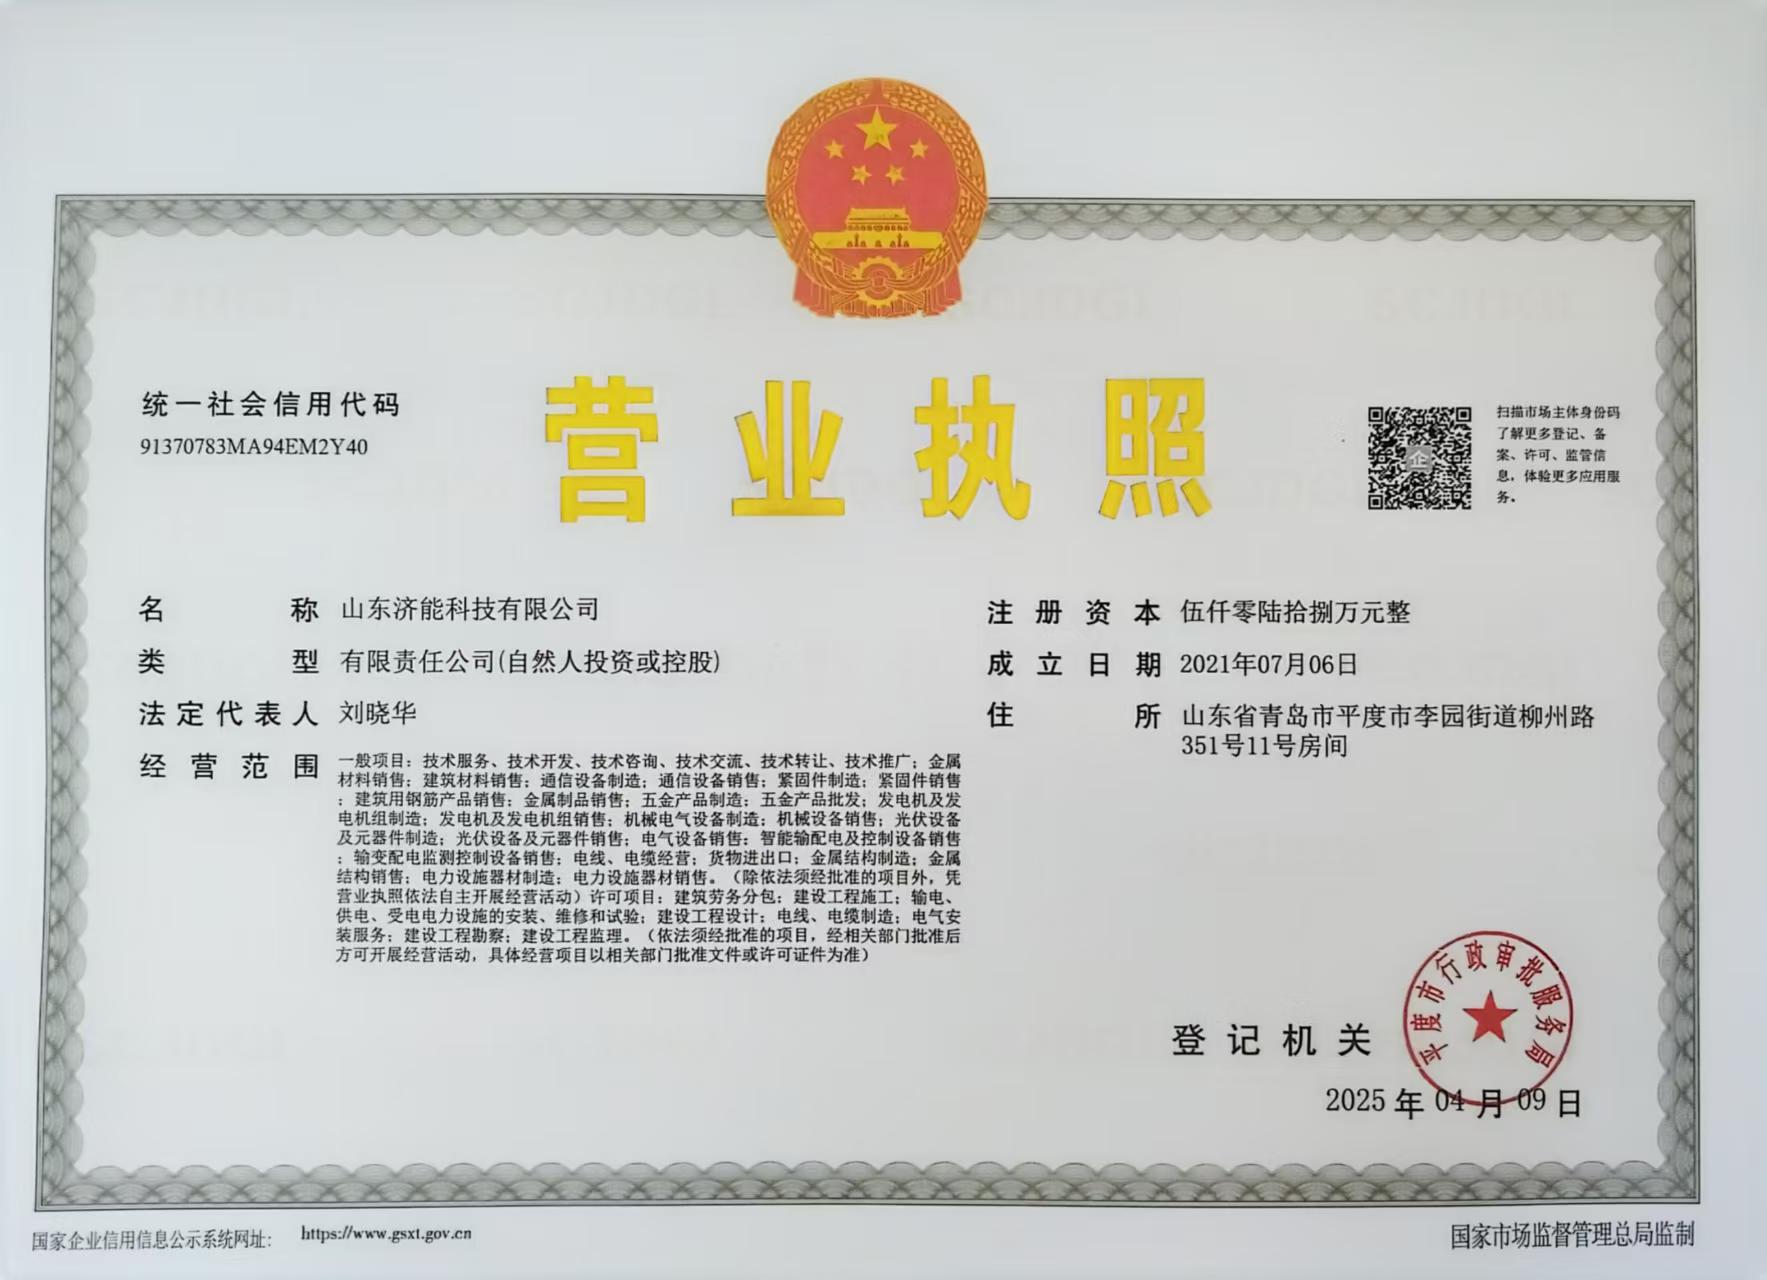 营业执照
统一社会信用代码
91370783MA94EM2Y40
扫描市场主体身份码
了解更多登记、备
案、许可、监管信
息，体验更多应用服
务。
名称 山东济能科技有限公司
类型 有限责任公司(自然人投资或控股)
法定代表人 刘晓华
经营范围 一般项目：技术服务、技术开发、技术咨询、技术交流、技术转让、技术推广；金属
材料销售；建筑材料销售；通信设备制造；通信设备销售；紧固件制造；紧固件销售
；建筑用钢筋产品销售；金属制品销售；五金产品制造；五金产品批发；发电机及发
电机组制造；发电机及发电机组销售；机械电气设备制造；机械设备销售；光伏设备
及元器件制造；光伏设备及元器件销售；电气设备销售；智能输配电及控制设备销售
；输变配电监测控制设备销售；电线、电缆经营；货物进出口；金属结构制造；金属
结构销售；电力设施器材制造；电力设施器材销售。（除依法须经批准的项目外，凭
营业执照依法自主开展经营活动）许可项目：建筑劳务分包；建设工程施工；输电、
供电、受电电力设施的安装、维修和试验；建设工程设计；电线、电缆制造；电气安
装服务；建设工程勘察；建设工程监理。（依法须经批准的项目，经相关部门批准后
方可开展经营活动，具体经营项目以相关部门批准文件或许可证件为准）
注册资本 伍仟零陆拾捌万元整
成立日期 2021年07月06日
住所 山东省青岛市平度市李园街道柳州路
351号11号房间
登记机关
平度市行政审批服务局
2025年04月09日
国家企业信用信息公示系统网址： https://www.gsxt.gov.cn
国家市场监督管理总局监制